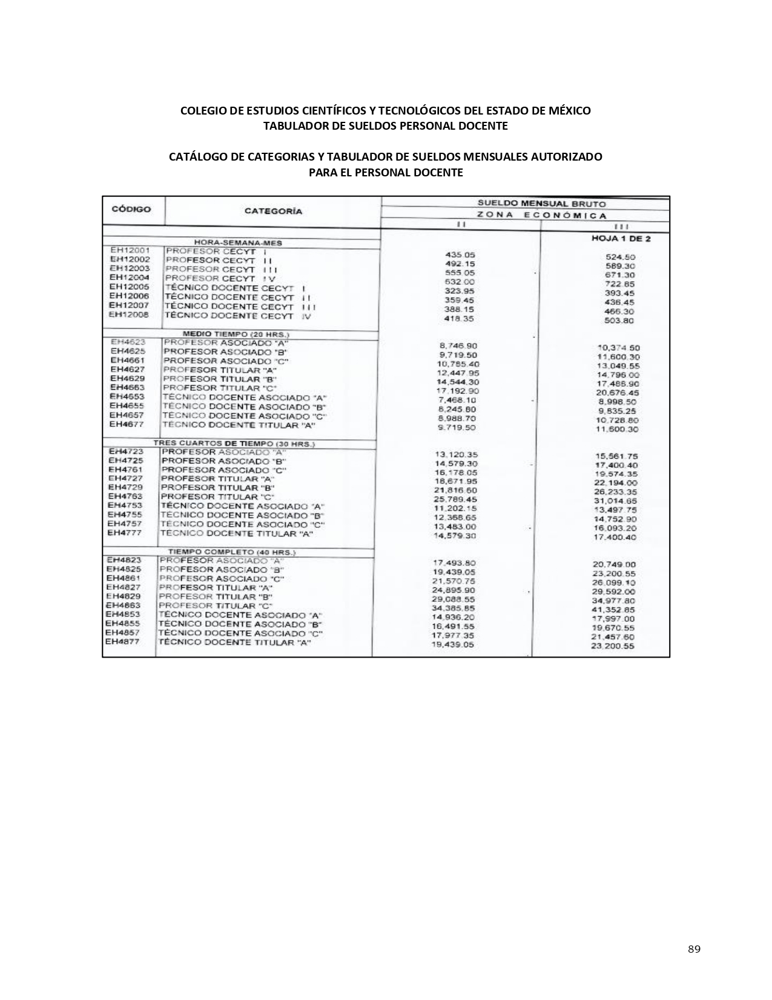 COLEGIO DE ESTUDIOS CIENTÍFICOS Y TECNOLÓGICOS DEL ESTADO DE MÉXICO
TABULADOR DE SUELDOS PERSONAL DOCENTE
CATÁLOGO DE CATEGORIAS Y TABULADOR DE SUELDOS MENSUALES AUTORIZADO
PARA EL PERSONAL DOCENTE
CÓDIGO CATEGORÍA SUELDO MENSUAL BRUTO
ZONA ECONÓMICA
II III
HOJA 1 DE 2
HORA-SEMANA-MES
EH12001 PROFESOR CECYT I 435.05 524.50
EH12002 PROFESOR CECYT II 492.15 589.30
EH12003 PROFESOR CECYT III 555.05 671.30
EH12004 PROFESOR CECYT IV 632.00 722.85
EH12005 TÉCNICO DOCENTE CECYT I 323.95 393.45
EH12006 TÉCNICO DOCENTE CECYT II 359.45 436.45
EH12007 TÉCNICO DOCENTE CECYT III 388.15 466.30
EH12008 TÉCNICO DOCENTE CECYT IV 418.35 503.80
MEDIO TIEMPO (20 HRS.)
EH4623 PROFESOR ASOCIADO "A" 8,746.90 10,374.50
EH4625 PROFESOR ASOCIADO "B" 9,719.50 11,600.30
EH4661 PROFESOR ASOCIADO "C" 10,785.40 13,049.55
EH4627 PROFESOR TITULAR "A" 12,447.95 14,796.00
EH4629 PROFESOR TITULAR "B" 14,544.30 17,488.90
EH4663 PROFESOR TITULAR "C" 17,192.90 20,676.45
EH4653 TÉCNICO DOCENTE ASOCIADO "A" 7,468.10 8,998.50
EH4655 TÉCNICO DOCENTE ASOCIADO "B" 8,245.80 9,835.25
EH4657 TÉCNICO DOCENTE ASOCIADO "C" 8,988.70 10,728.80
EH4677 TÉCNICO DOCENTE TITULAR "A" 9,719.50 11,600.30
TRES CUARTOS DE TIEMPO (30 HRS.)
EH4723 PROFESOR ASOCIADO "A" 13,120.35 15,561.75
EH4725 PROFESOR ASOCIADO "B" 14,579.30 17,400.40
EH4761 PROFESOR ASOCIADO "C" 16,178.05 19,574.35
EH4727 PROFESOR TITULAR "A" 18,671.95 22,194.00
EH4729 PROFESOR TITULAR "B" 21,816.60 26,233.35
EH4763 PROFESOR TITULAR "C" 25,789.45 31,014.65
EH4753 TÉCNICO DOCENTE ASOCIADO "A" 11,202.15 13,497.75
EH4755 TÉCNICO DOCENTE ASOCIADO "B" 12,368.65 14,752.90
EH4757 TÉCNICO DOCENTE ASOCIADO "C" 13,483.00 16,093.20
EH4777 TÉCNICO DOCENTE TITULAR "A" 14,579.30 17,400.40
TIEMPO COMPLETO (40 HRS.)
EH4823 PROFESOR ASOCIADO "A" 17,493.80 20,749.00
EH4825 PROFESOR ASOCIADO "B" 19,439.05 23,200.55
EH4861 PROFESOR ASOCIADO "C" 21,570.75 26,099.10
EH4827 PROFESOR TITULAR "A" 24,895.90 29,592.00
EH4829 PROFESOR TITULAR "B" 29,088.55 34,977.80
EH4863 PROFESOR TITULAR "C" 34,385.85 41,352.85
EH4853 TÉCNICO DOCENTE ASOCIADO "A" 14,936.20 17,997.00
EH4855 TÉCNICO DOCENTE ASOCIADO "B" 16,491.55 19,670.55
EH4857 TÉCNICO DOCENTE ASOCIADO "C" 17,977.35 21,457.60
EH4877 TÉCNICO DOCENTE TITULAR "A" 19,439.05 23,200.55
89